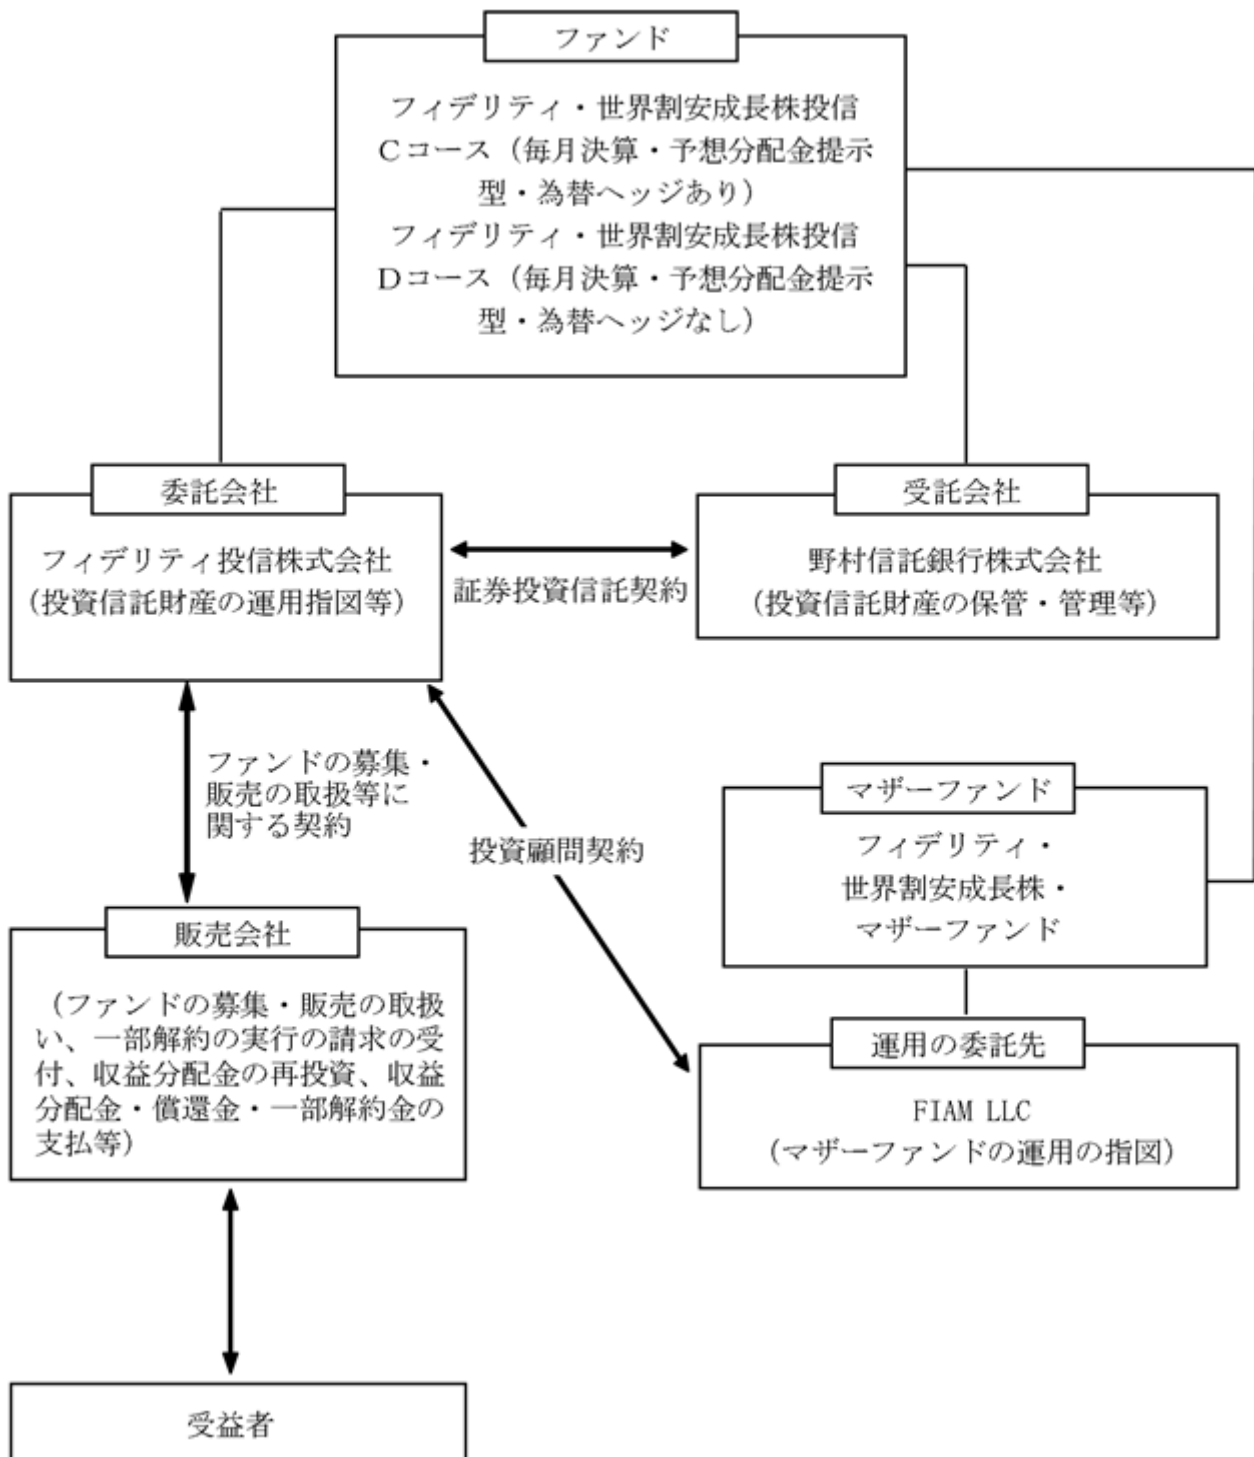 ファンド
フィデリティ・世界割安成長株投信
Ｃコース（毎月決算・予想分配金提示
型・為替ヘッジあり）
フィデリティ・世界割安成長株投信
Ｄコース（毎月決算・予想分配金提示
型・為替ヘッジなし）
委託会社
フィデリティ投信株式会社
（投資信託財産の運用指図等）
証券投資信託契約
受託会社
野村信託銀行株式会社
（投資信託財産の保管・管理等）
ファンドの募集・
販売の取扱等に
関する契約
投資顧問契約
マザーファンド
フィデリティ・
世界割安成長株・
マザーファンド
販売会社
（ファンドの募集・販売の取扱
い、一部解約の実行の請求の受
付、収益分配金の再投資、収益
分配金・償還金・一部解約金の
支払等）
運用の委託先
FIAM LLC
（マザーファンドの運用の指図）
受益者